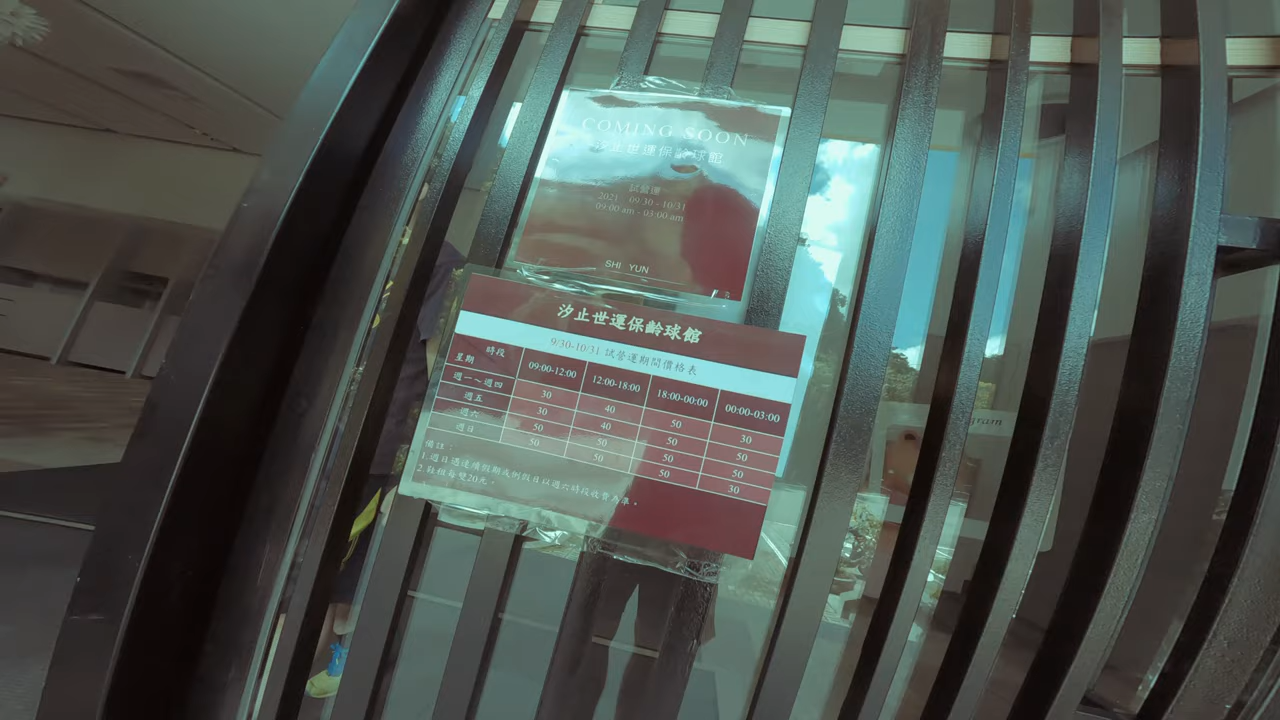 COMING SOON
汐止世運保齡球館
試營運
2021 09.30 - 10/31
09:00 am - 03:00 am
SHI YUN
汐止世運保齡球館
9/30-10/31 試營運期間價格表
星期 時段 09:00-12:00 12:00-18:00 18:00-00:00 00:00-03:00
週一～週四 30 40 50 30
週五 30 40 50 50
週六 50 50 50 50
週日 50 50 50 30
備註：
1.週日遇連續假期或例假日以週六時段收費為準。
2.鞋租每雙20元。
gram